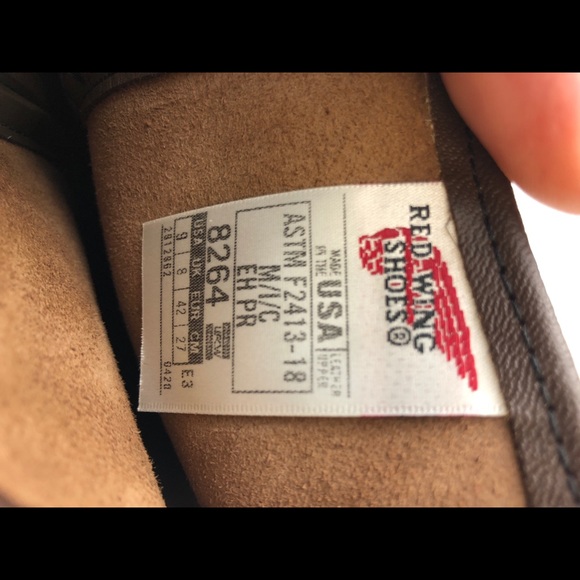 RED WING
SHOES®
MADE IN THE USA LEATHER UPPER
ASTM F2413-18
M/I/C
EH PR
8264
USA UK EUR CM
9 8 42 27 E3
0420